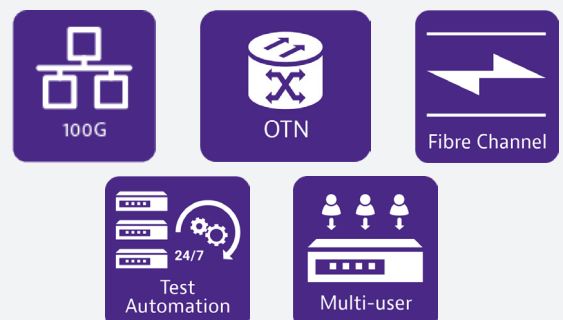 100G
OTN
Fibre Channel
24/7
Test
Automation
Multi-user